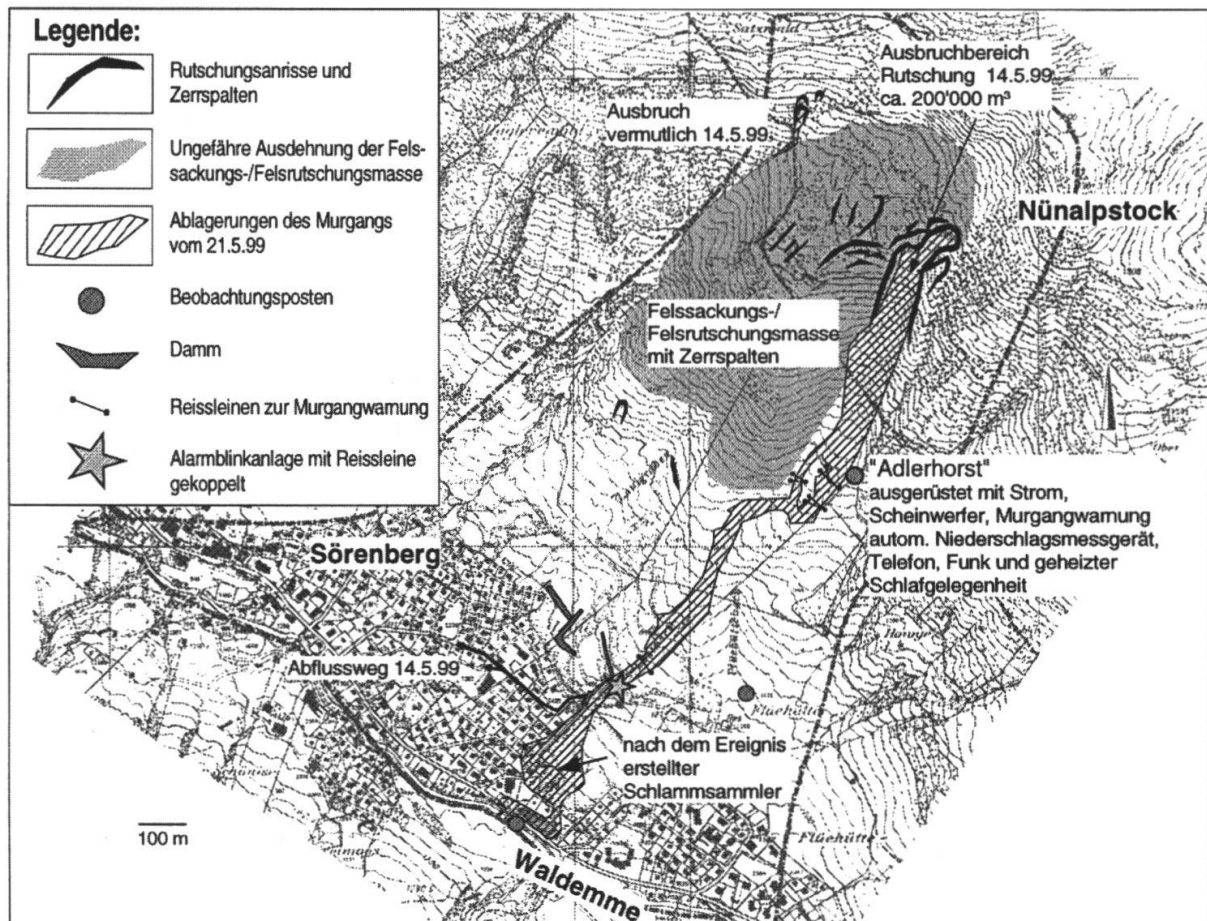 Legende:
Rutschungsanrisse und
Zerrspalten
Ungefähre Ausdehnung der Fels-
sackungs-/Felsrutschungsmasse
Ablagerungen des Murgangs
vom 21.5.99
Beobachtungsposten
Damm
Reissleinen zur Murgangwarnung
Alarmblinkanlage mit Reissleine
gekoppelt
Ausbruch
vermutlich 14.5.99
Ausbruchbereich
Rutschung 14.5.99
ca. 200'000 m³
Nünalpstock
Felssackungs-/
Felsrutschungsmasse
mit Zerrspalten
"Adlerhorst"
ausgerüstet mit Strom,
Scheinwerfer, Murgangwarnung
autom. Niederschlagsmessgerät,
Telefon, Funk und geheizter
Schlafgelegenheit
Sörenberg
Abflussweg 14.5.99
Flüehütte
nach dem Ereignis
erstellter
Schlammsammler
100 m
Flüehütte
Waldemme